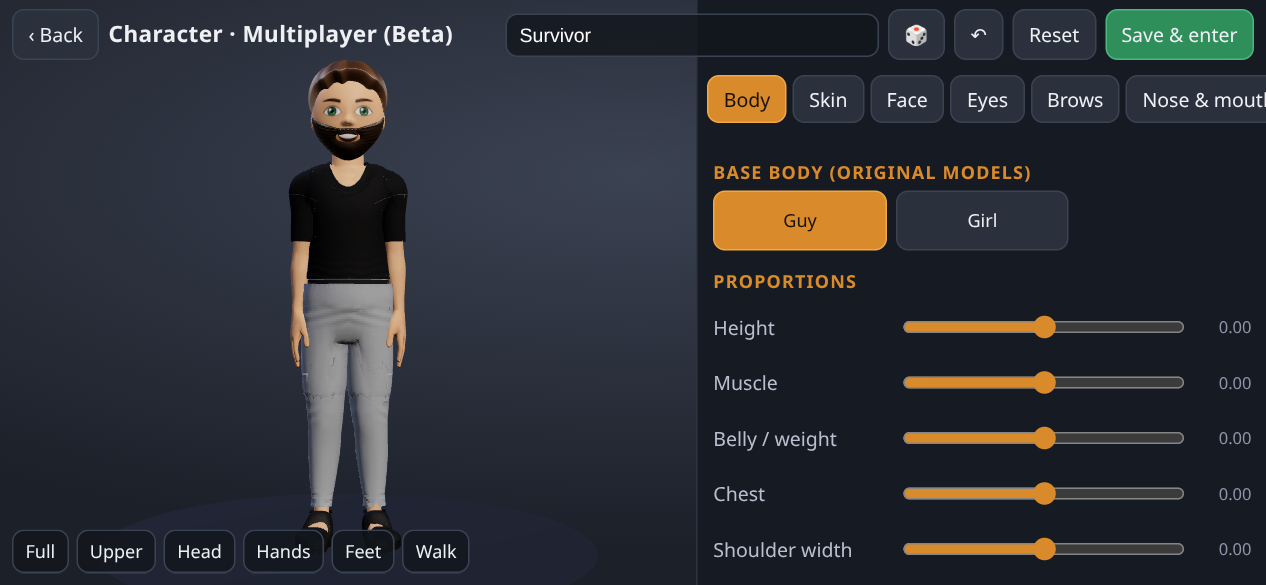 ‹ Back
Character · Multiplayer (Beta)
Survivor
Reset
Save & enter
Body
Skin
Face
Eyes
Brows
Nose & mout
BASE BODY (ORIGINAL MODELS)
Guy
Girl
PROPORTIONS
Height 0.00
Muscle 0.00
Belly / weight 0.00
Chest 0.00
Shoulder width 0.00
Full
Upper
Head
Hands
Feet
Walk